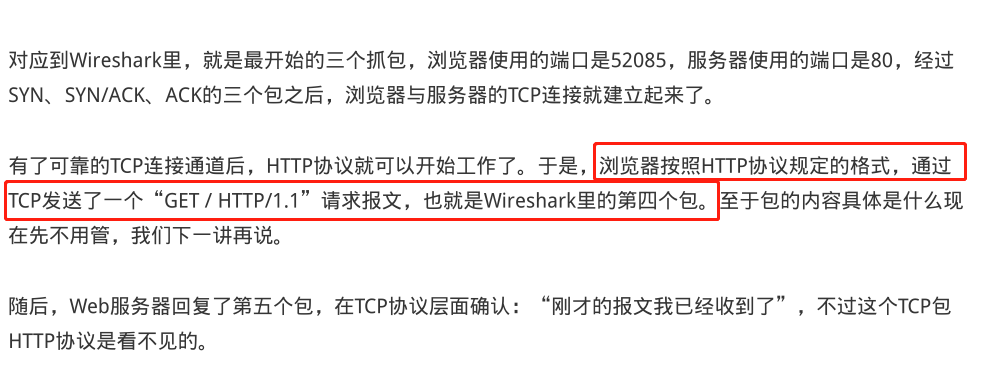 对应到Wireshark里，就是最开始的三个抓包，浏览器使用的端口是52085，服务器使用的端口是80，经过
SYN、SYN/ACK、ACK的三个包之后，浏览器与服务器的TCP连接就建立起来了。
有了可靠的TCP连接通道后，HTTP协议就可以开始工作了。于是，浏览器按照HTTP协议规定的格式，通过
TCP发送了一个“GET / HTTP/1.1”请求报文，也就是Wireshark里的第四个包。至于包的内容具体是什么现
在先不用管，我们下一讲再说。
随后，Web服务器回复了第五个包，在TCP协议层面确认：“刚才的报文我已经收到了”，不过这个TCP包
HTTP协议是看不见的。